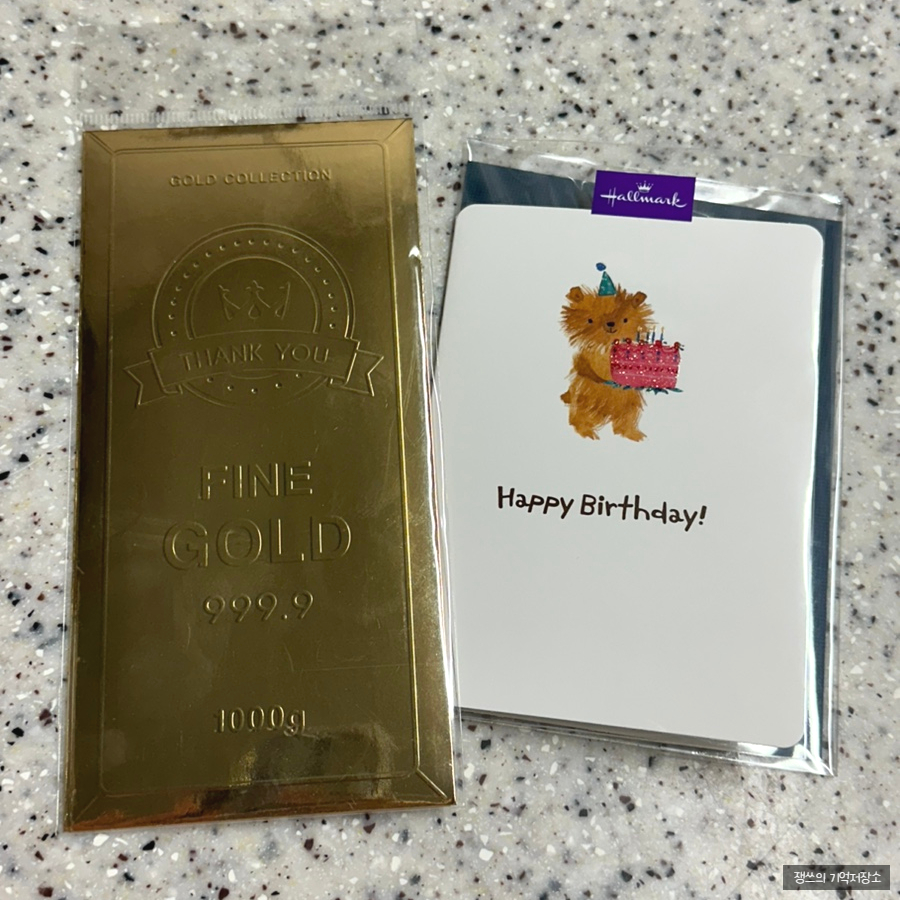 GOLD COLLECTION
THANK YOU
FINE
GOLD
999.9
1000g
Hallmark
Happy Birthday!
쟁쓰의 기억저장소